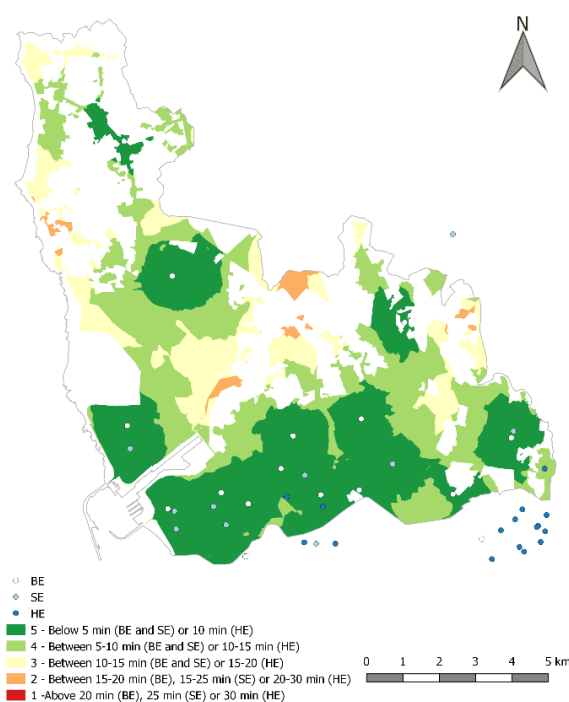 N
BE
SE
HE
5 - Below 5 min (BE and SE) or 10 min (HE)
4 - Between 5-10 min (BE and SE) or 10-15 min (HE)
3 - Between 10-15 min (BE and SE) or 15-20 (HE)
2 - Between 15-20 min (BE), 15-25 min (SE) or 20-30 min (HE)
1 -Above 20 min (BE), 25 min (SE) or 30 min (HE)
0 1 2 3 4 5 km